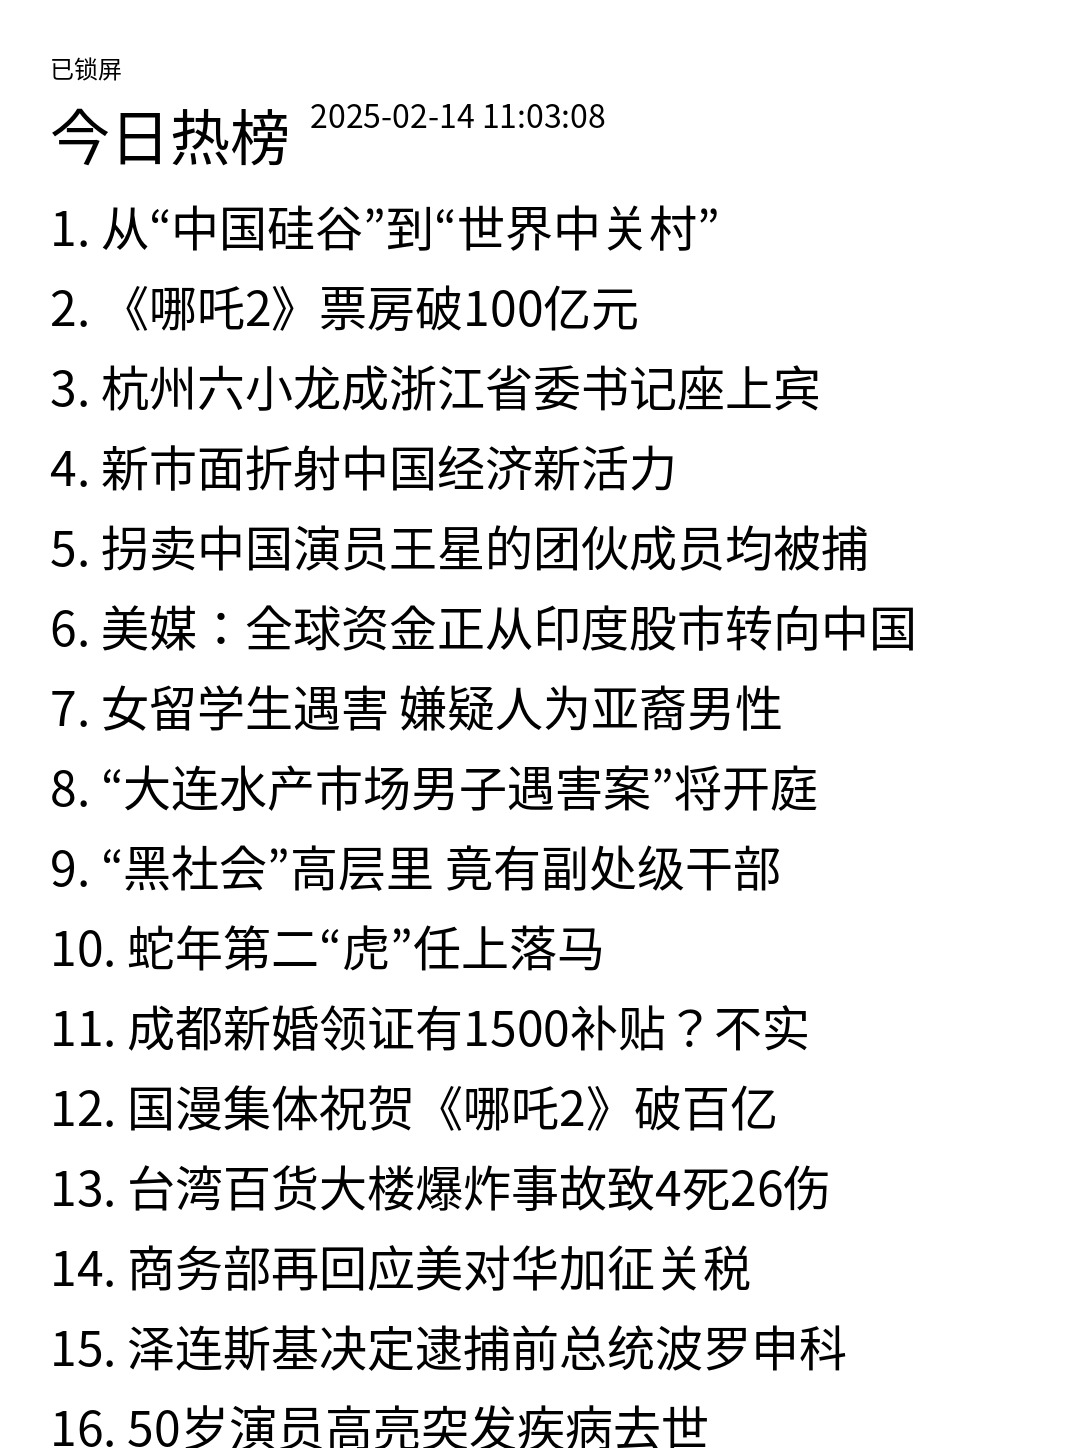 已锁屏
今日热榜 2025-02-14 11:03:08
1. 从“中国硅谷”到“世界中关村”
2. 《哪吒2》票房破100亿元
3. 杭州六小龙成浙江省委书记座上宾
4. 新市面折射中国经济新活力
5. 拐卖中国演员王星的团伙成员均被捕
6. 美媒：全球资金正从印度股市转向中国
7. 女留学生遇害 嫌疑人为亚裔男性
8. “大连水产市场男子遇害案”将开庭
9. “黑社会”高层里 竟有副处级干部
10. 蛇年第二“虎”任上落马
11. 成都新婚领证有1500补贴？不实
12. 国漫集体祝贺《哪吒2》破百亿
13. 台湾百货大楼爆炸事故致4死26伤
14. 商务部再回应美对华加征关税
15. 泽连斯基决定逮捕前总统波罗申科
16. 50岁演员高亮突发疾病去世